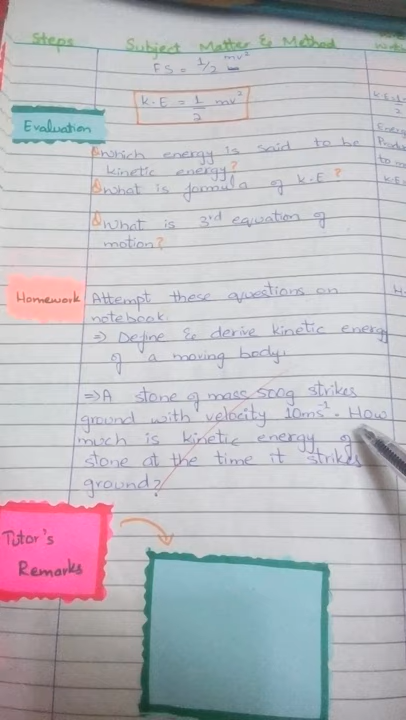 Steps
Subject Matter & Method
FS = 1/2 mv²
K.E = 1/2 mv²
Evaluation
Q which energy is said to be
kinetic energy?
Q what is formula of K.E?
Q What is 3rd equation of
motion?
Homework
Attempt these questions on
notebook.
⇒ Define & derive kinetic energy
of a moving body.
⇒ A stone of mass 500g strikes
ground with velocity 10ms⁻¹. How
much is kinetic energy of
stone at the time it strikes
ground?
Tutor's
Remarks